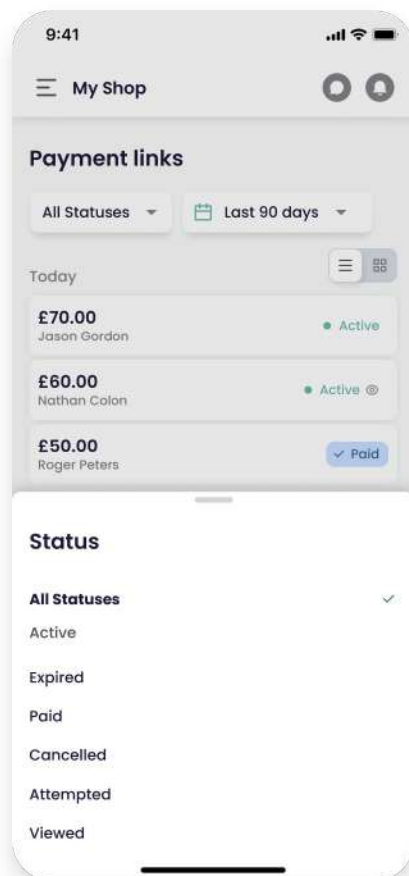 9:41
My Shop
Payment links
All Statuses
Last 90 days
Today
£70.00
Active
Jason Gordon
£60.00
Active
Nathan Colon
£50.00
Paid
Roger Peters
Status
All Statuses
Active
Expired
Paid
Cancelled
Attempted
Viewed